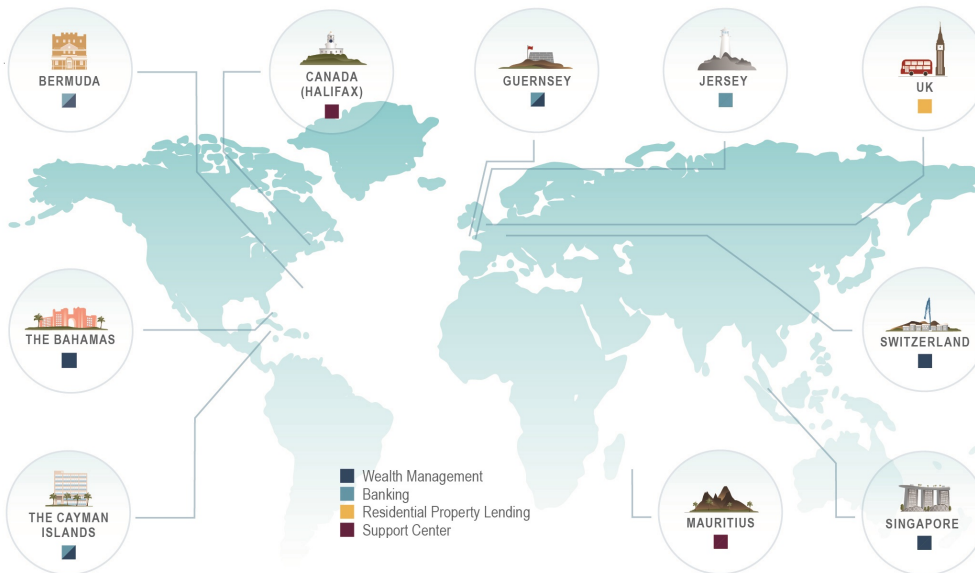 BERMUDA
CANADA
(HALIFAX)
GUERNSEY
JERSEY
UK
THE BAHAMAS
SWITZERLAND
THE CAYMAN
ISLANDS
Wealth Management
Banking
Residential Property Lending
Support Center
MAURITIUS
SINGAPORE